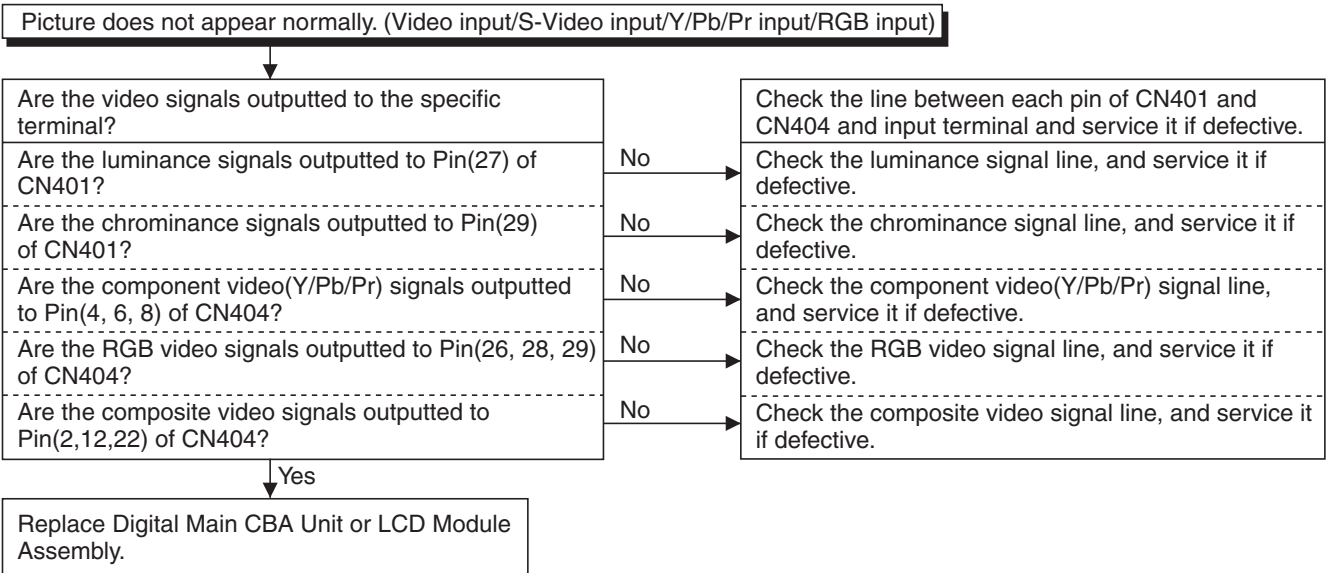 Picture does not appear normally. (Video input/S-Video input/Y/Pb/Pr input/RGB input)
Are the video signals outputted to the specific
terminal?
Check the line between each pin of CN401 and
CN404 and input terminal and service it if defective.
Are the luminance signals outputted to Pin(27) of
CN401?
No
Check the luminance signal line, and service it if
defective.
Are the chrominance signals outputted to Pin(29)
of CN401?
No
Check the chrominance signal line, and service it if
defective.
Are the component video(Y/Pb/Pr) signals outputted
to Pin(4, 6, 8) of CN404?
No
Check the component video(Y/Pb/Pr) signal line,
and service it if defective.
Are the RGB video signals outputted to Pin(26, 28, 29)
of CN404?
No
Check the RGB video signal line, and service it if
defective.
Are the composite video signals outputted to
Pin(2,12,22) of CN404?
No
Check the composite video signal line, and service it
if defective.
Yes
Replace Digital Main CBA Unit or LCD Module
Assembly.